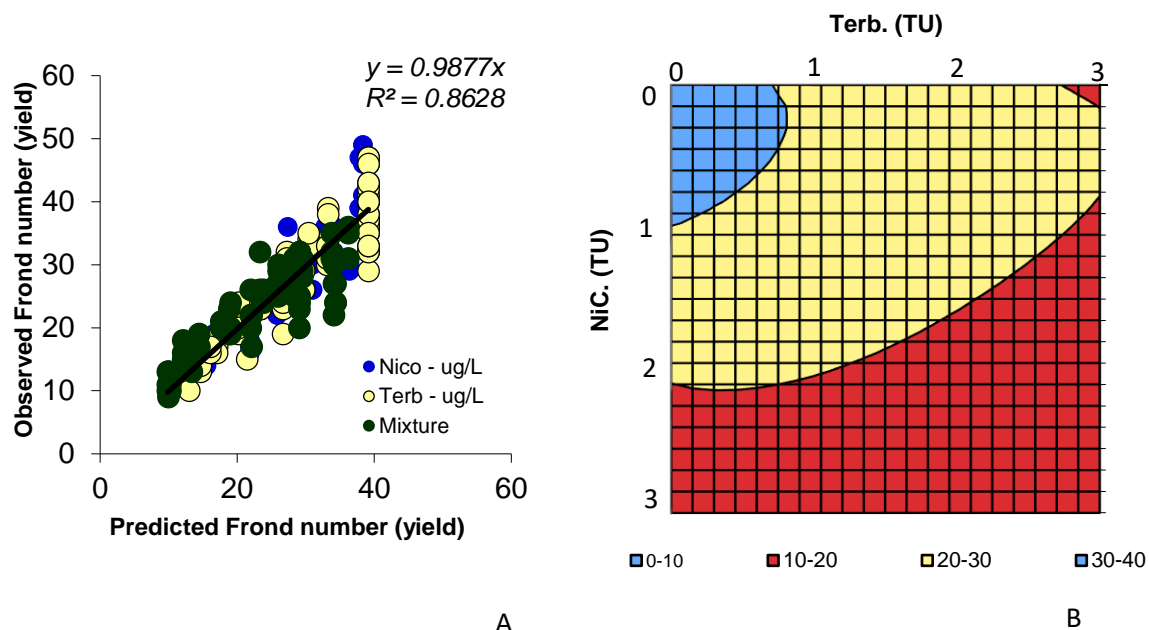 y = 0.9877x
R² = 0.8628
Observed Frond number (yield)
60
50
40
30
20
10
0
Nico - ug/L
Terb - ug/L
Mixture
0 20 40 60
Predicted Frond number (yield)
A
Terb. (TU)
0 1 2 3
NiC. (TU)
0
1
2
3
0-10 10-20 20-30 30-40
B